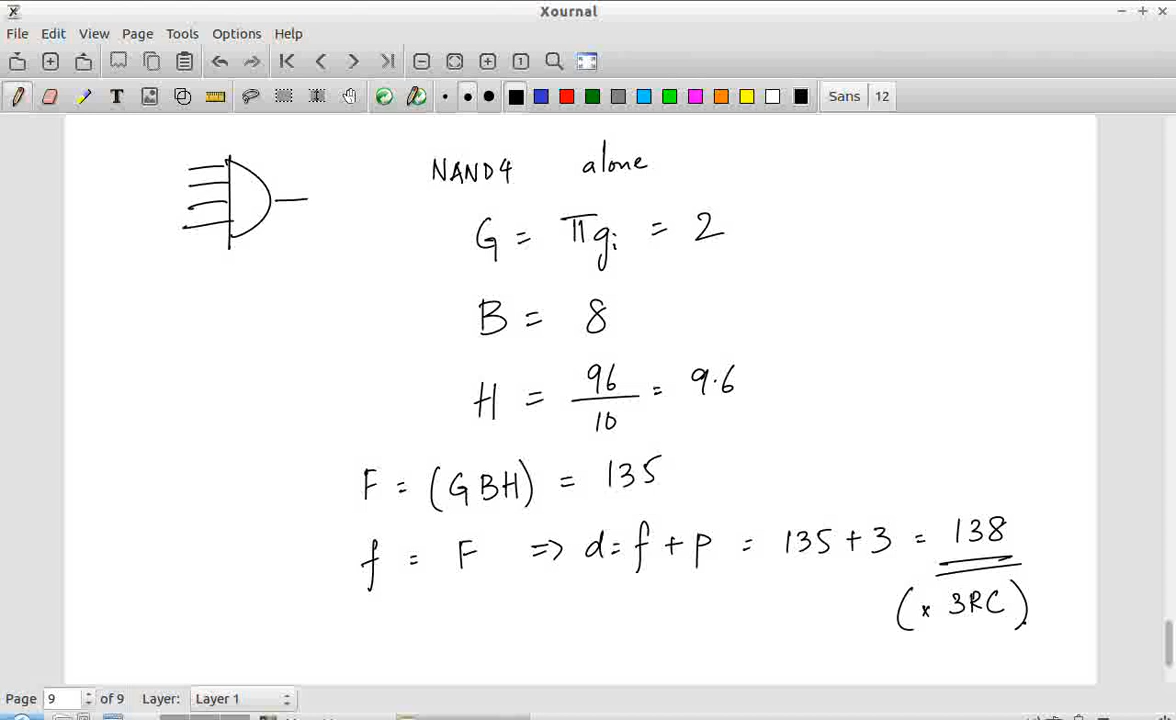 Xournal
File Edit View Page Tools Options Help
Sans 12
NAND4 alone
G = πgi = 2
B = 8
H = 96/10 = 9.6
F = (GBH) = 135
f = F => d = f + p = 135 + 3 = 138
(× 3RC)
Page 9 of 9 Layer: Layer 1